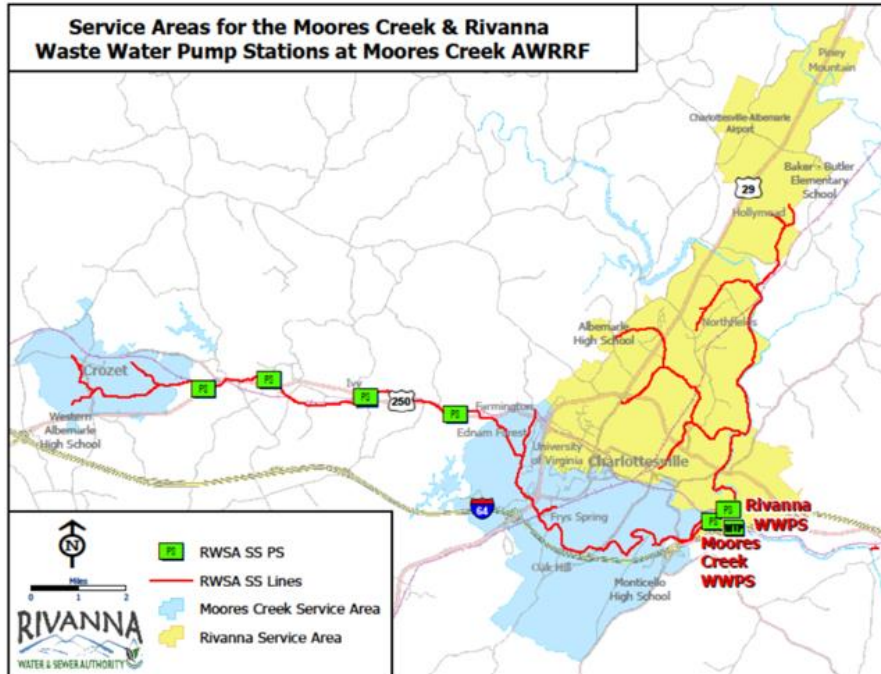 Service Areas for the Moores Creek & Rivanna
Waste Water Pump Stations at Moores Creek AWRRF
Piney
Mountain
Charlottesville-Albemarle
Airport
Baker - Butler
Elementary
School
29
Hollymead
Northfields
Albemarle
High School
Crozet
PS
PS
Ivy
PS
250
PS
Farmington
Western
Albemarle
High School
Ednam Forest
University
of Virginia
Charlottesville
64
Frys Spring
PS
Rivanna
WWPS
PS
WTP
Moores
Creek
WWPS
Oak Hill
Monticello
High School
N
Miles
0 1 2
PS RWSA SS PS
RWSA SS Lines
Moores Creek Service Area
Rivanna Service Area
RIVANNA
WATER & SEWER AUTHORITY